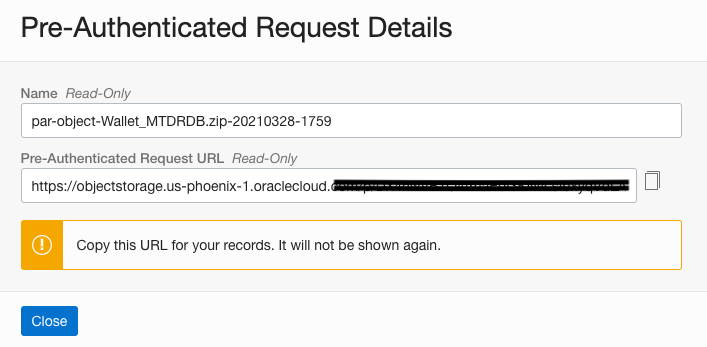 Pre-Authenticated Request Details
Name Read-Only
par-object-Wallet_MTDRDB.zip-20210328-1759
Pre-Authenticated Request URL Read-Only
https://objectstorage.us-phoenix-1.oraclecloud.
Copy this URL for your records. It will not be shown again.
Close